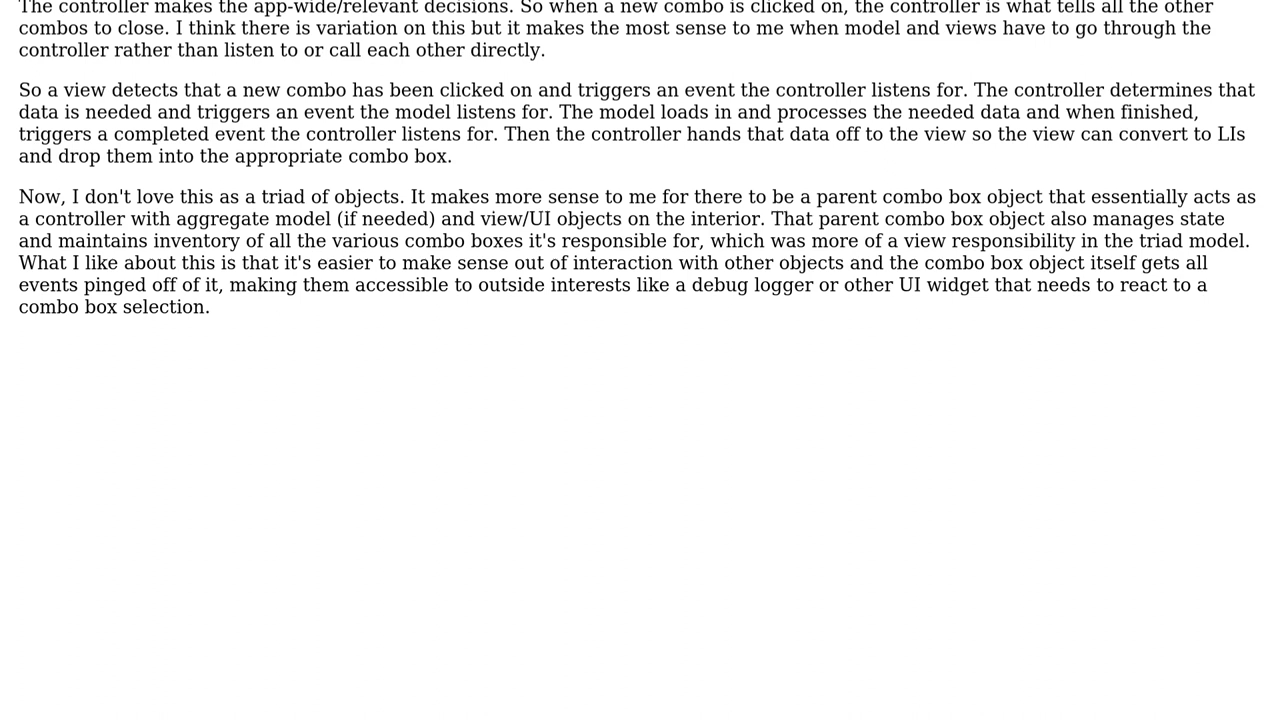 The controller makes the app-wide/relevant decisions. So when a new combo is clicked on, the controller is what tells all the other
combos to close. I think there is variation on this but it makes the most sense to me when model and views have to go through the
controller rather than listen to or call each other directly.
So a view detects that a new combo has been clicked on and triggers an event the controller listens for. The controller determines that
data is needed and triggers an event the model listens for. The model loads in and processes the needed data and when finished,
triggers a completed event the controller listens for. Then the controller hands that data off to the view so the view can convert to LIs
and drop them into the appropriate combo box.
Now, I don't love this as a triad of objects. It makes more sense to me for there to be a parent combo box object that essentially acts as
a controller with aggregate model (if needed) and view/UI objects on the interior. That parent combo box object also manages state
and maintains inventory of all the various combo boxes it's responsible for, which was more of a view responsibility in the triad model.
What I like about this is that it's easier to make sense out of interaction with other objects and the combo box object itself gets all
events pinged off of it, making them accessible to outside interests like a debug logger or other UI widget that needs to react to a
combo box selection.